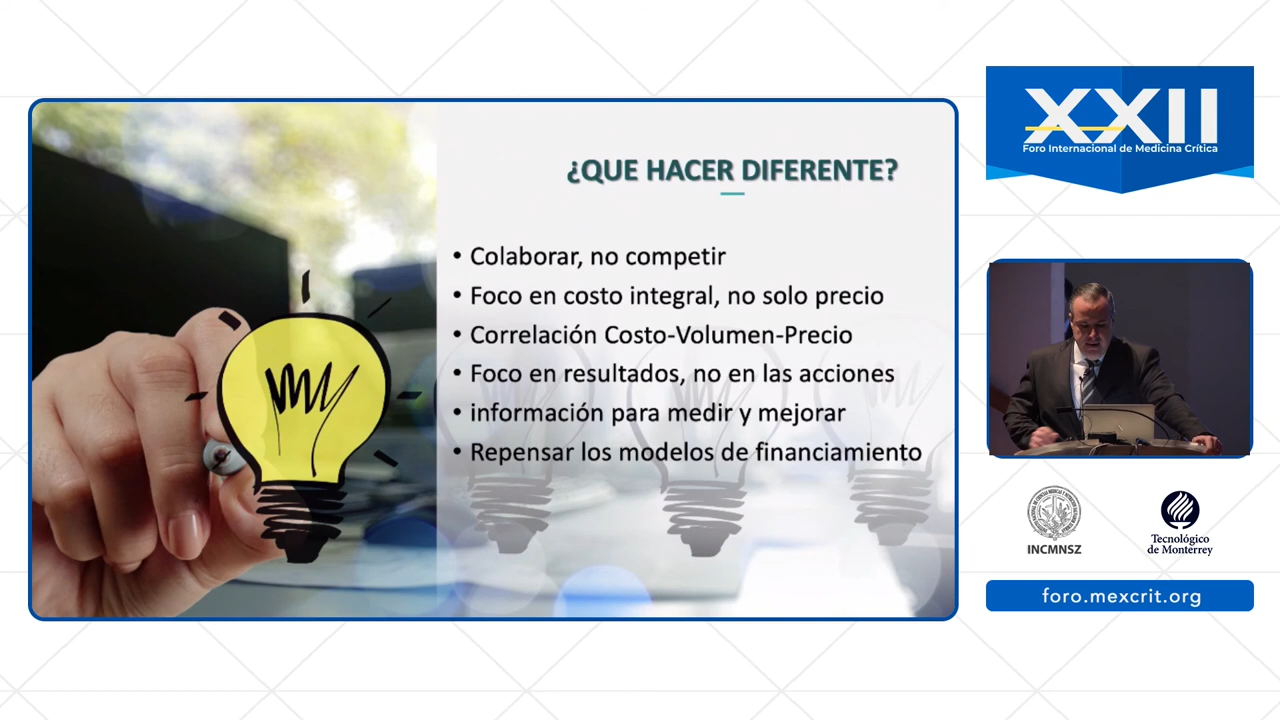 ¿QUE HACER DIFERENTE?
• Colaborar, no competir
• Foco en costo integral, no solo precio
• Correlación Costo-Volumen-Precio
• Foco en resultados, no en las acciones
• información para medir y mejorar
• Repensar los modelos de financiamiento
XXII
Foro Internacional de Medicina Crítica
INCMNSZ
Tecnológico
de Monterrey
foro.mexcrit.org